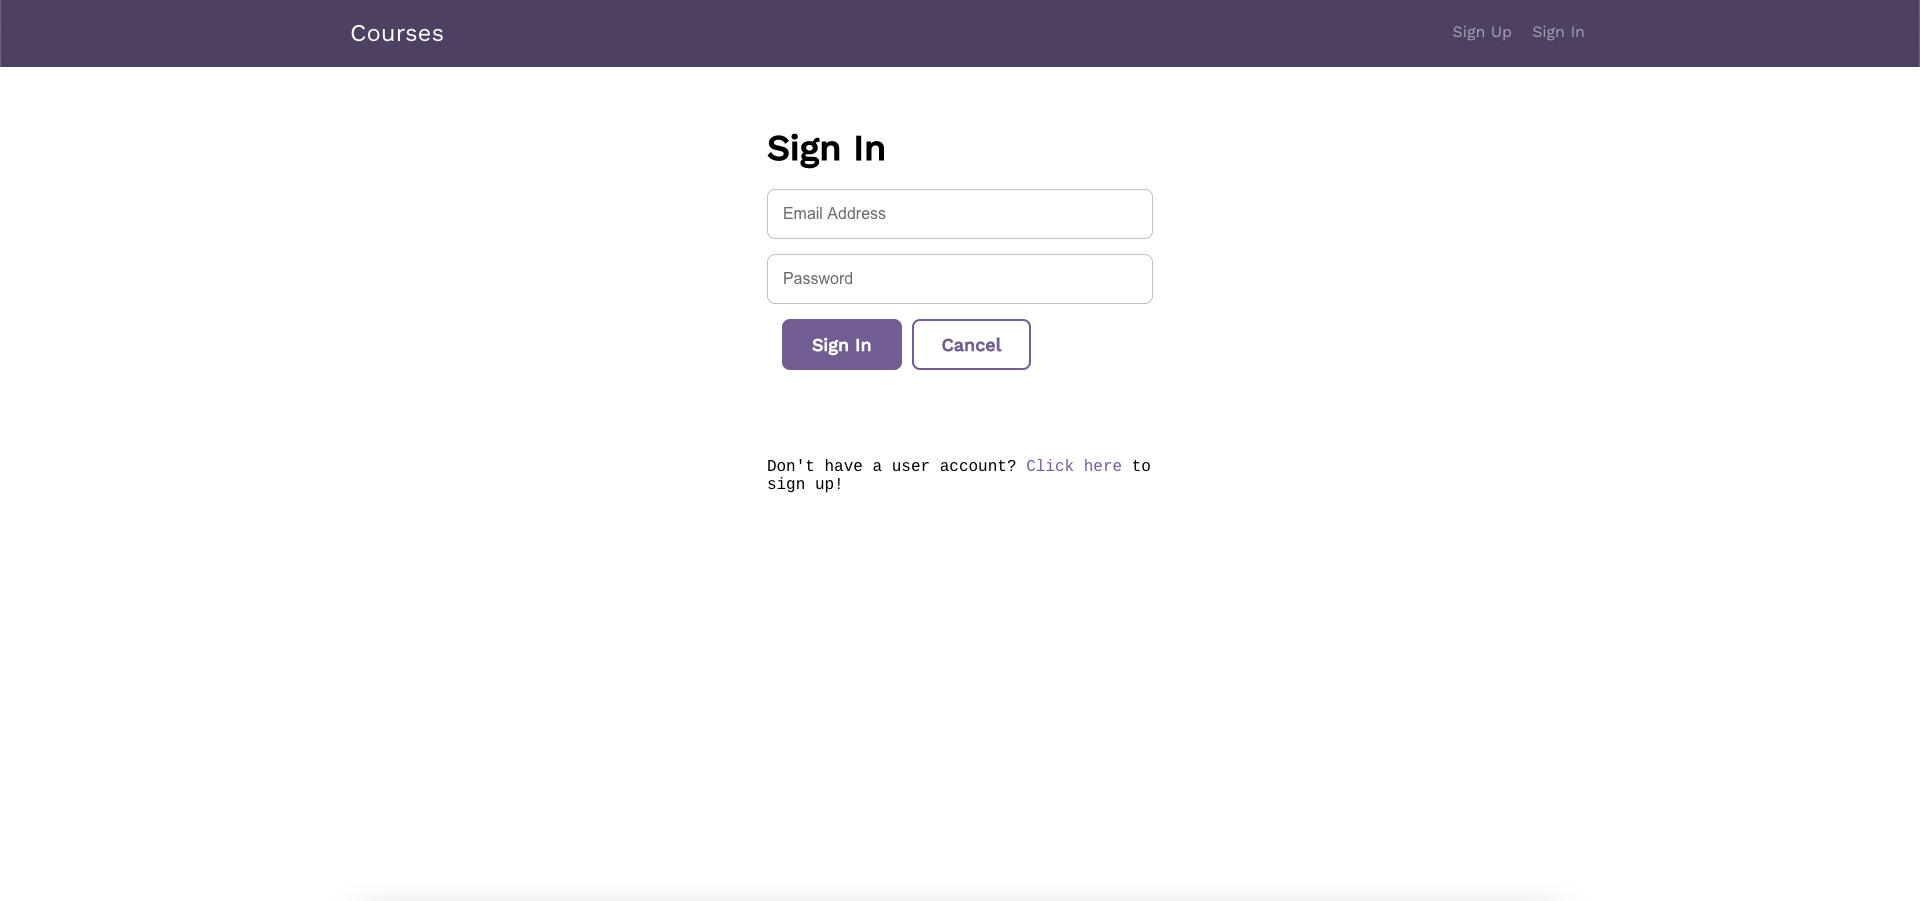 Courses
Sign Up
Sign In
Sign In
Email Address
Password
Sign In
Cancel
Don't have a user account? Click here to
sign up!